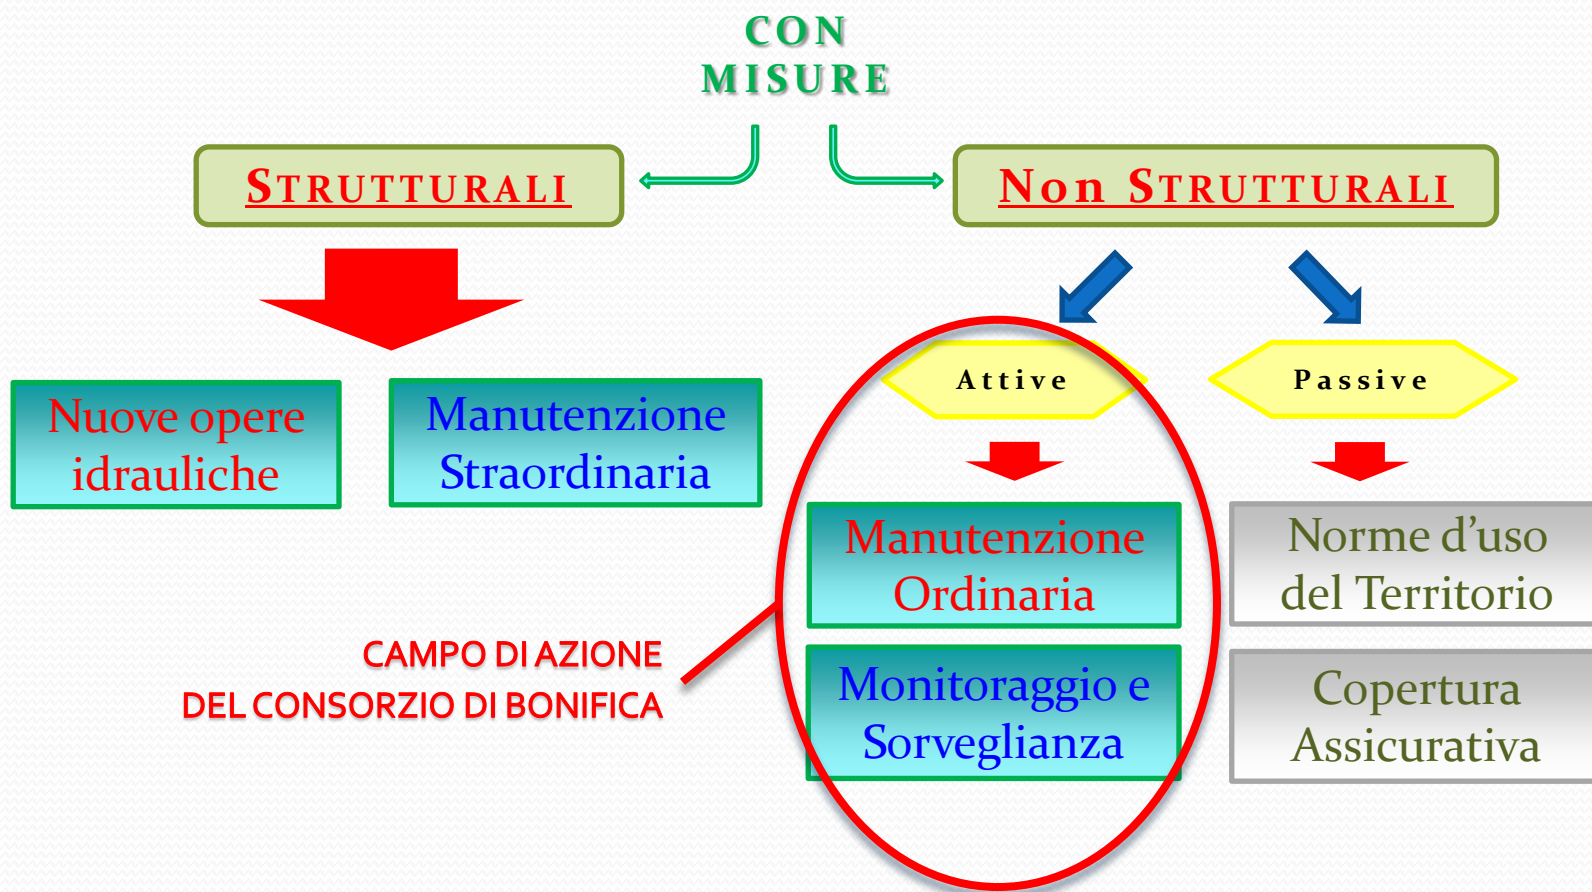 CON
MISURE
STRUTTURALI
Non STRUTTURALI
Attive
Passive
Nuove opere
idrauliche
Manutenzione
Straordinaria
Manutenzione
Ordinaria
Norme d’uso
del Territorio
CAMPO DI AZIONE
DEL CONSORZIO DI BONIFICA
Monitoraggio e
Sorveglianza
Copertura
Assicurativa